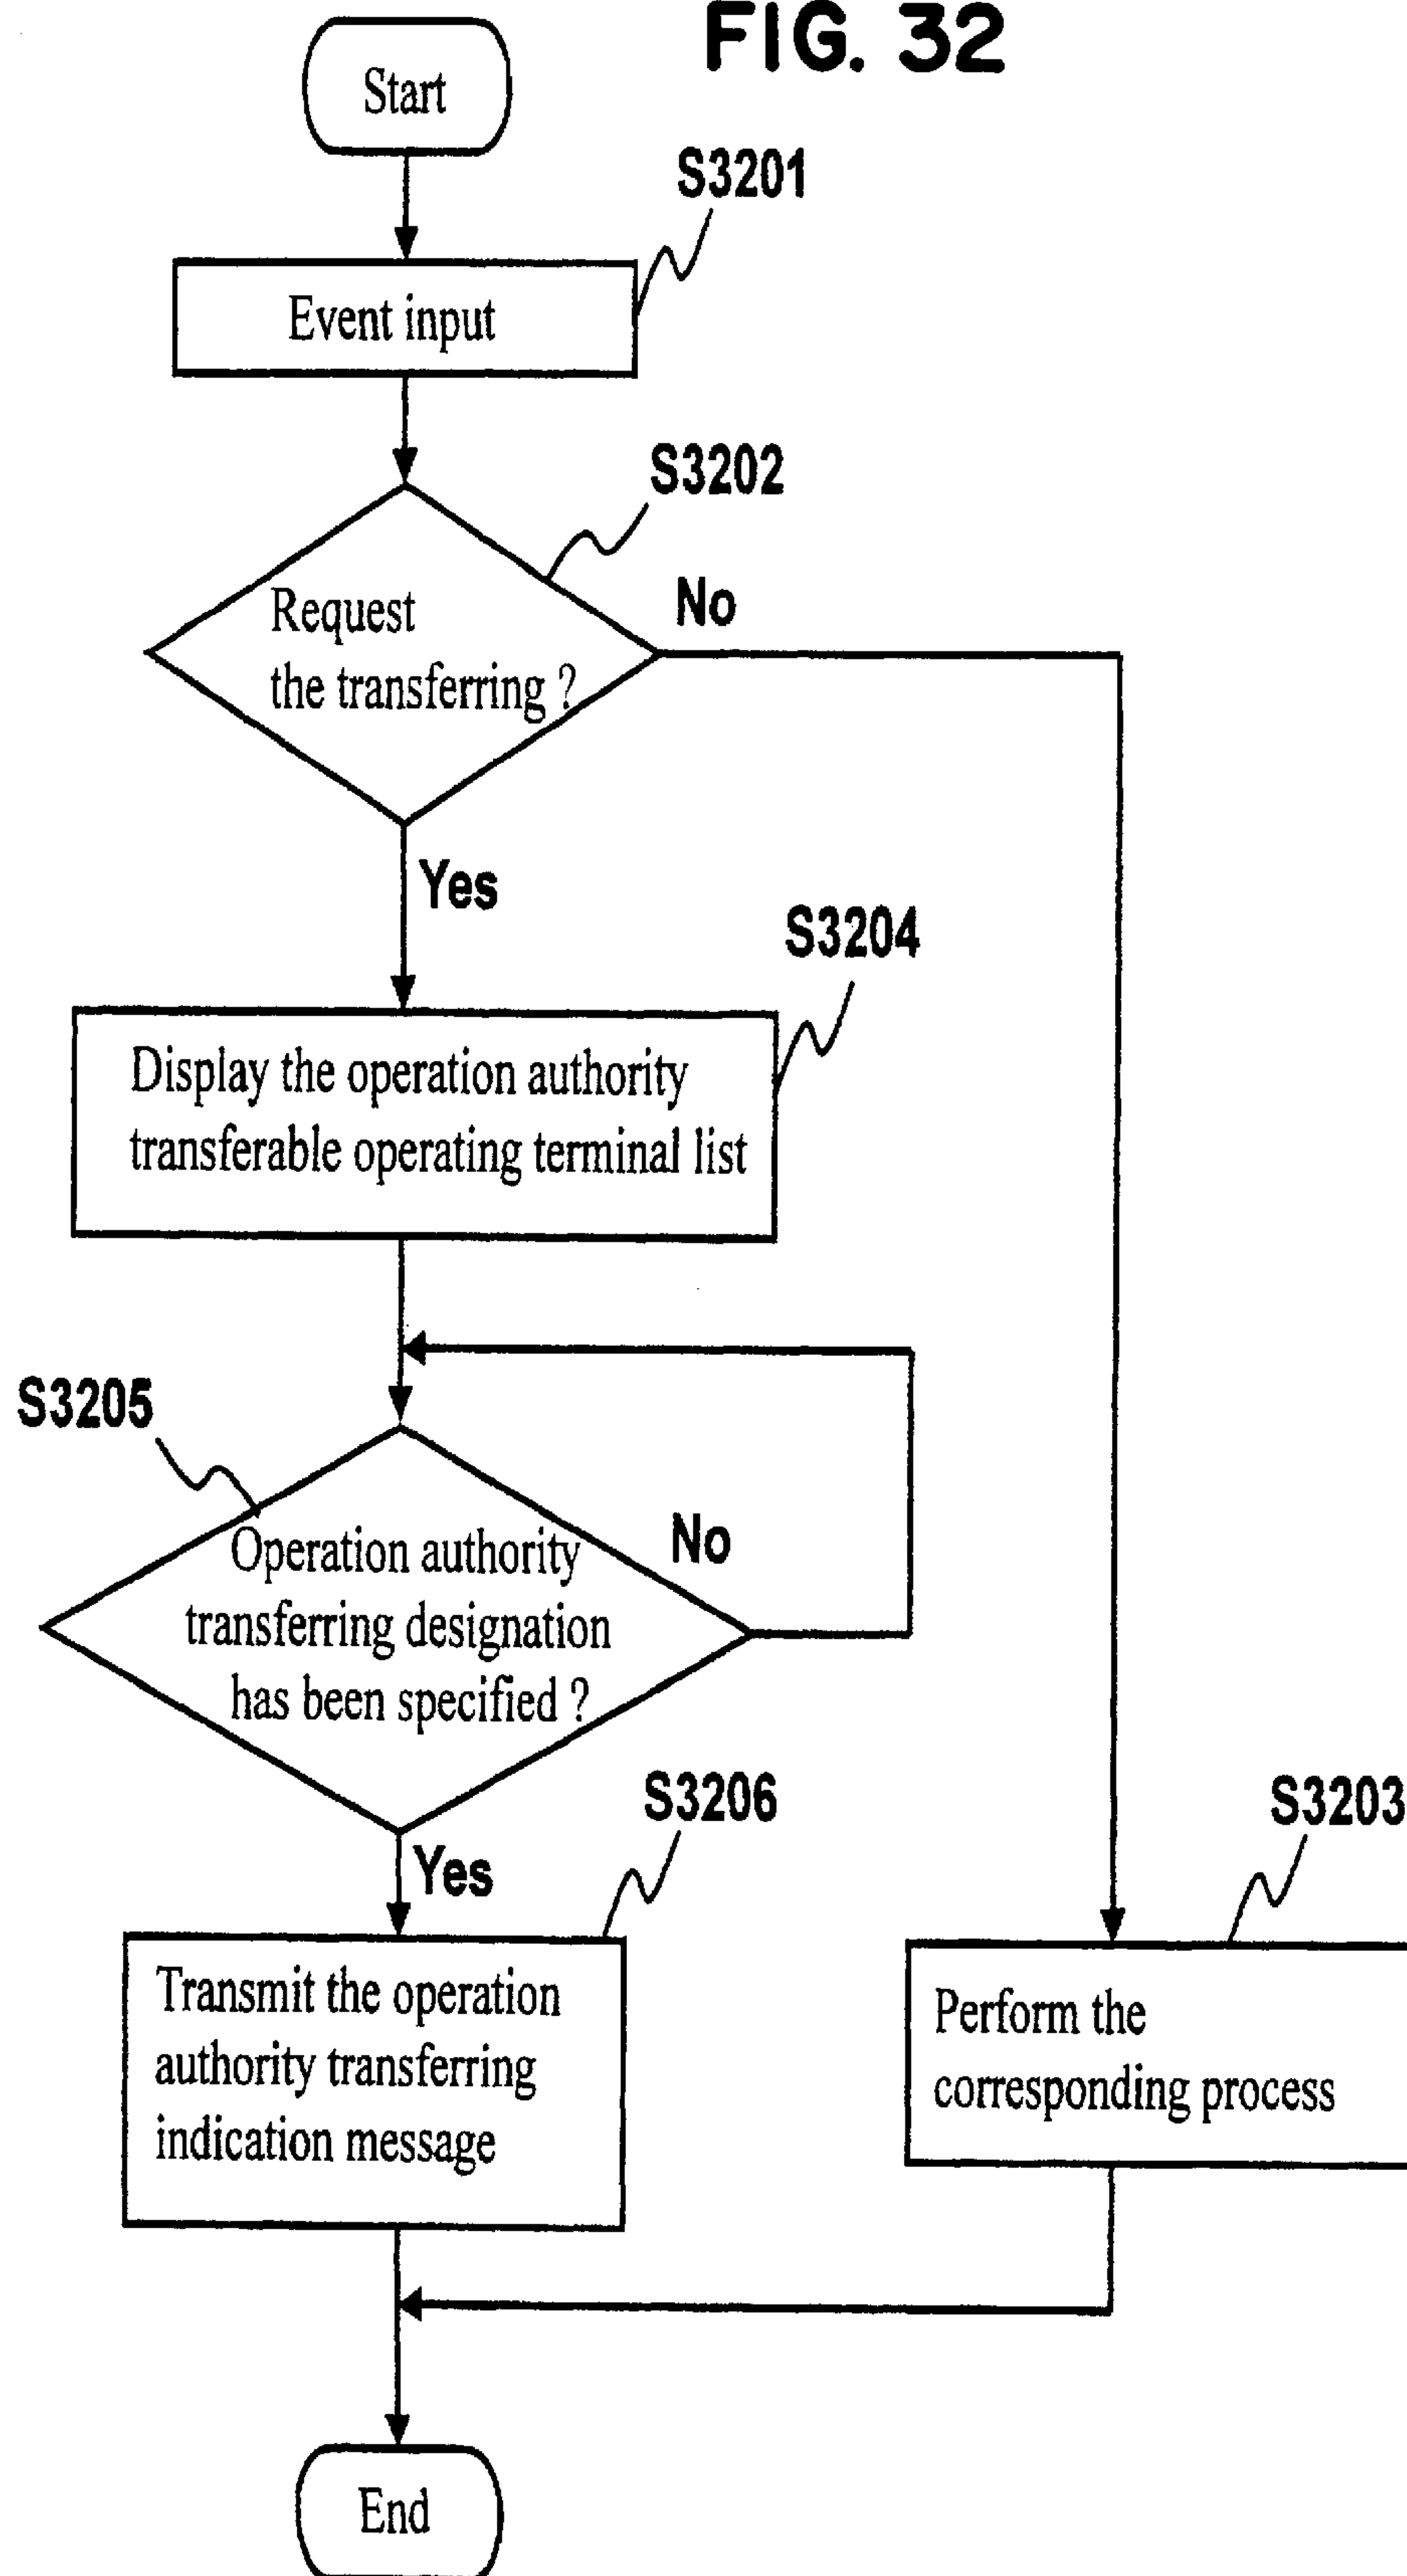 FIG. 32
Start
S3201
Event input
S3202
Request
the transferring ?
No
Yes
S3204
Display the operation authority
transferable operating terminal list
S3205
Operation authority
transferring designation
has been specified ?
No
Yes
S3206
Transmit the operation
authority transferring
indication message
S3203
Perform the
corresponding process
End